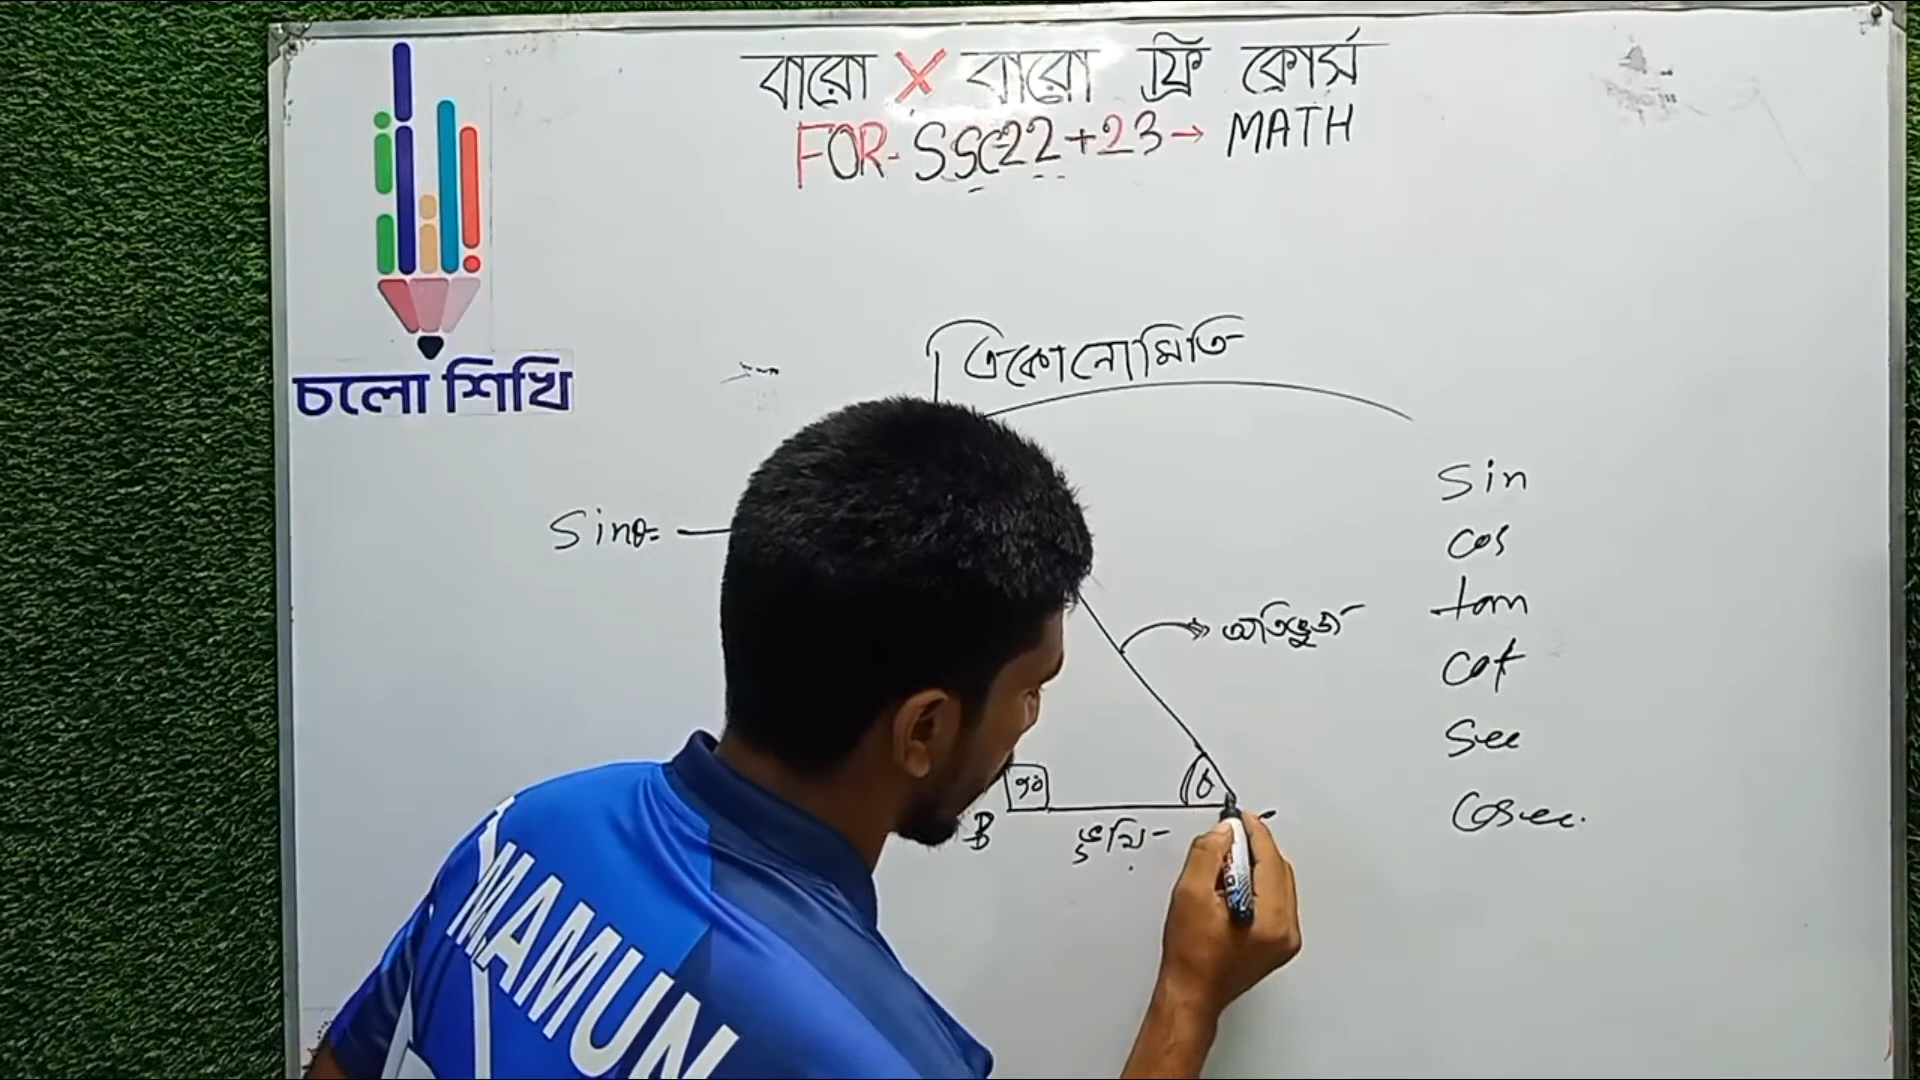 বারো X বারো ফ্রি কোর্স
FOR- SSC22+23→ MATH
চলো শিখি
ত্রিকোনোমিতি
Sinθ=
অতিভুজ
৯০
θ
B
ভূমি
Sin
cos
tan
cot
Sec
Cosec.
MAMUN